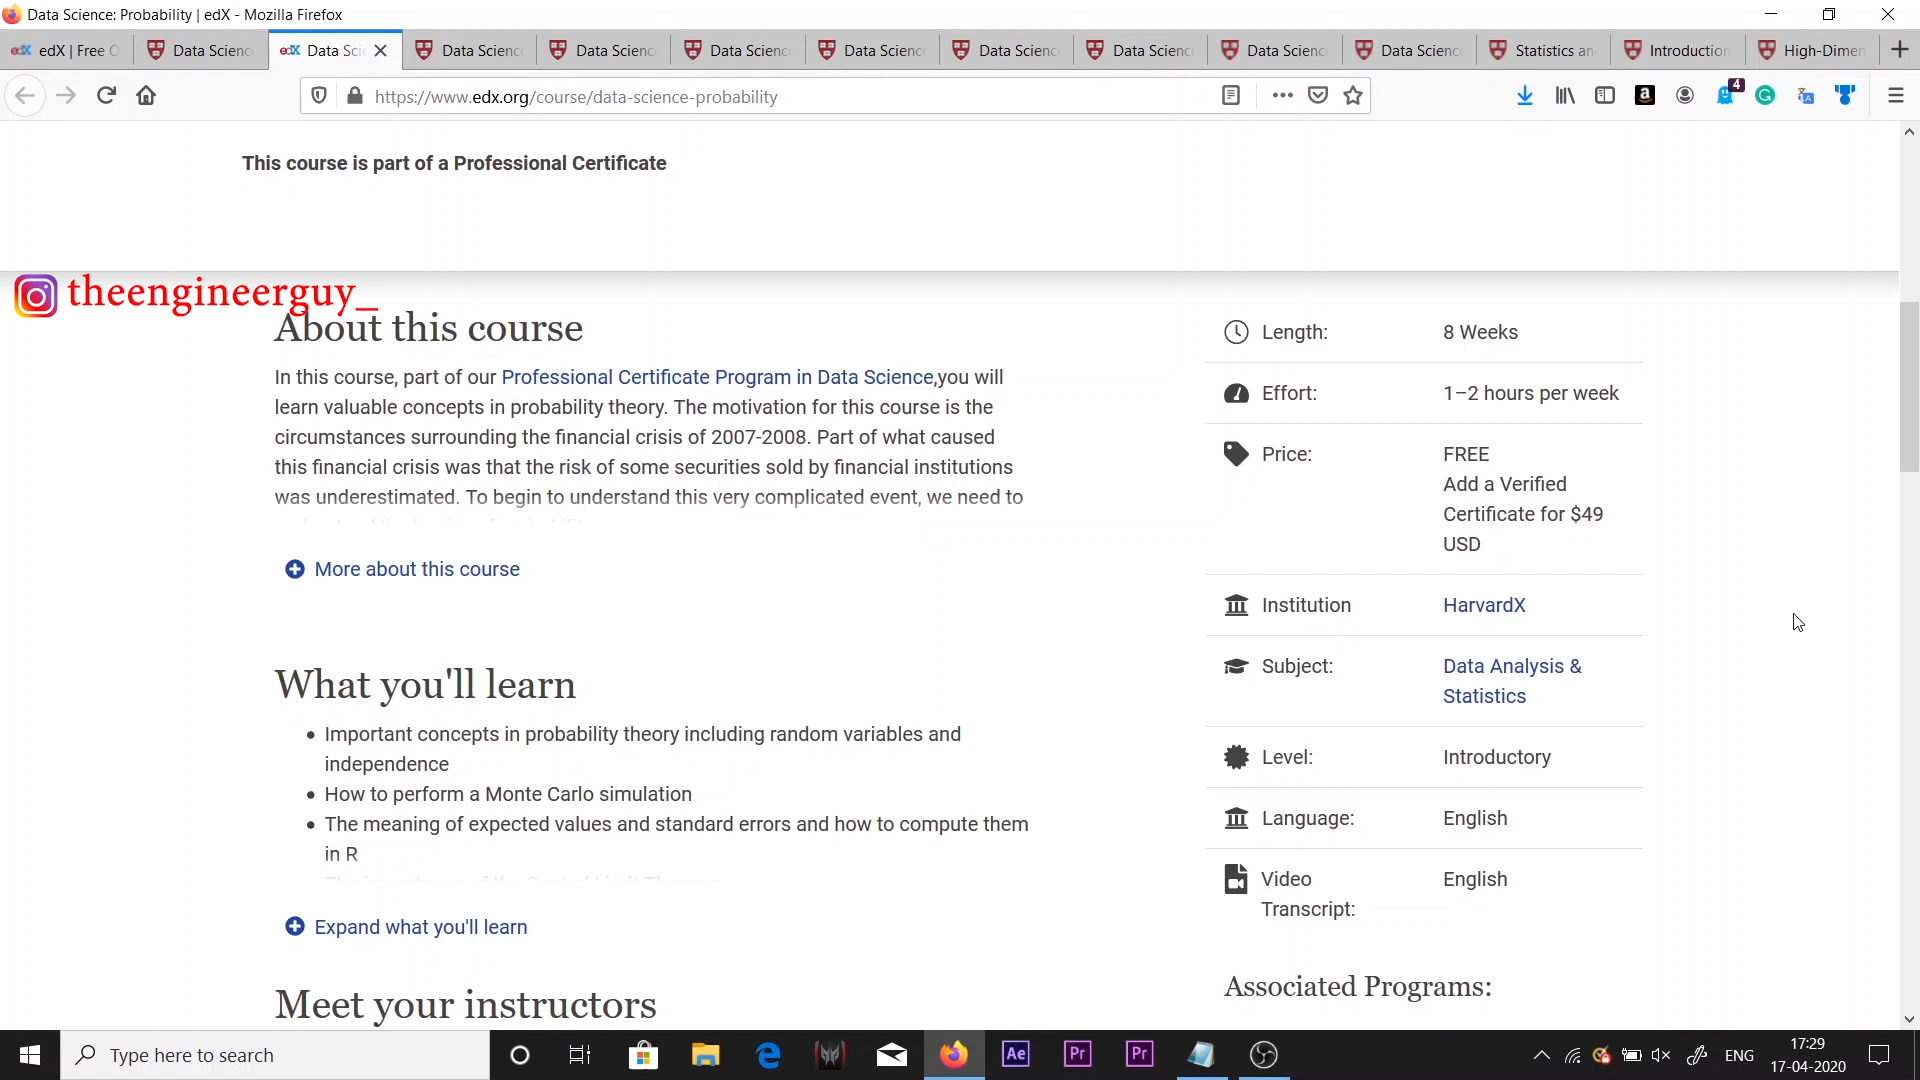 Data Science: Probability | edX - Mozilla Firefox
edX | Free O
Data Scienc
edX Data Sci
Data Scienc
Data Scienc
Data Scienc
Data Scienc
Data Scienc
Data Scienc
Data Scienc
Data Scienc
Statistics an
Introduction
High-Dimen
https://www.edx.org/course/data-science-probability
4
This course is part of a Professional Certificate
theengineerguy_
About this course
In this course, part of our Professional Certificate Program in Data Science,you will
learn valuable concepts in probability theory. The motivation for this course is the
circumstances surrounding the financial crisis of 2007-2008. Part of what caused
this financial crisis was that the risk of some securities sold by financial institutions
was underestimated. To begin to understand this very complicated event, we need to
More about this course
What you'll learn
Important concepts in probability theory including random variables and
independence
How to perform a Monte Carlo simulation
The meaning of expected values and standard errors and how to compute them
in R
Expand what you'll learn
Meet your instructors
Length: 8 Weeks
Effort: 1–2 hours per week
Price: FREE
Add a Verified
Certificate for $49
USD
Institution HarvardX
Subject: Data Analysis &
Statistics
Level: Introductory
Language: English
Video English
Transcript:
Associated Programs:
Type here to search
Ae
Pr
Pr
ENG
17:29
17-04-2020